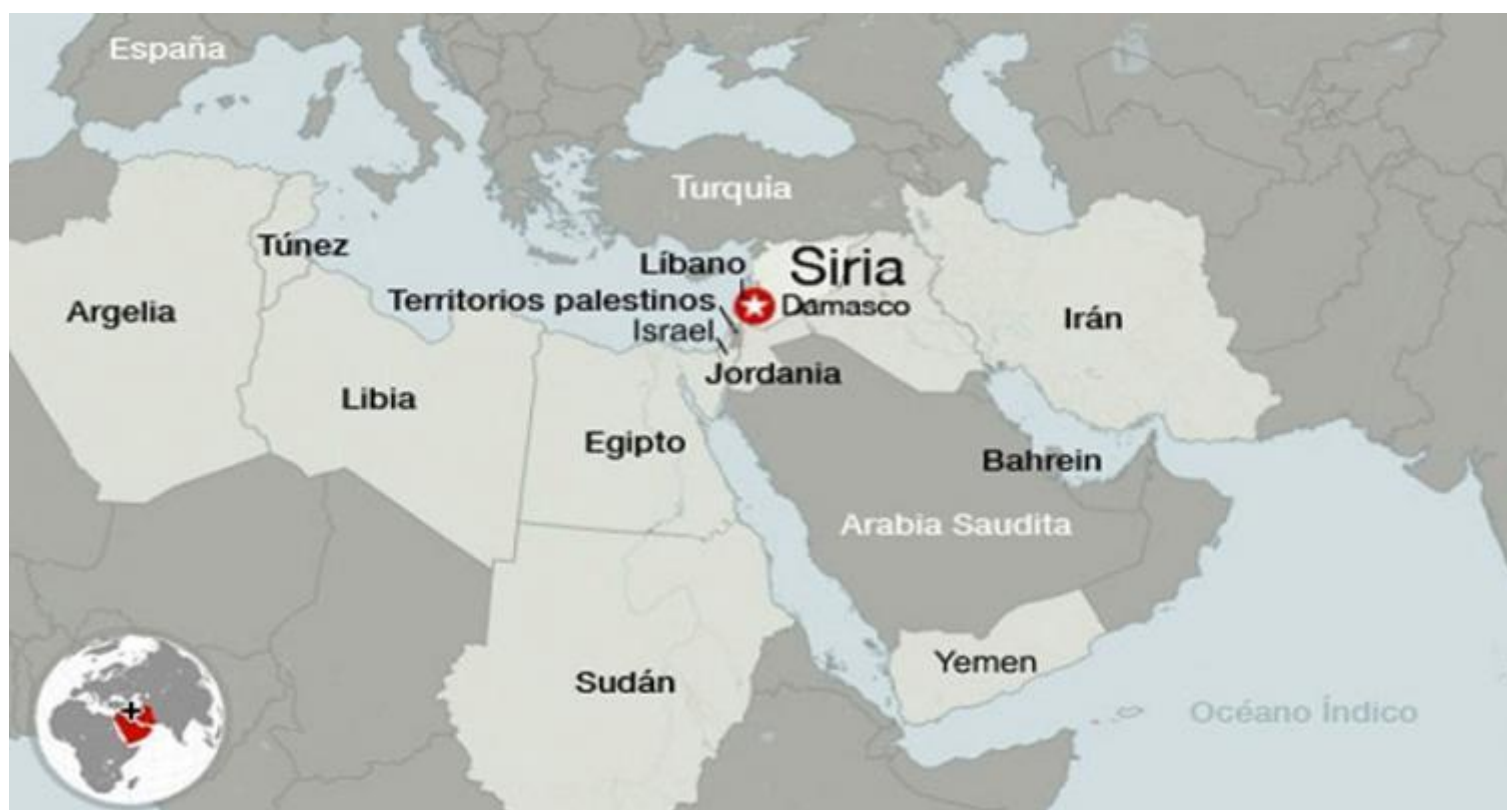 España
Turquia
Túnez
Líbano
Siria
Territorios palestinos
Damasco
Argelia
Israel
Irán
Jordania
Libia
Egipto
Bahrein
Arabia Saudita
Yemen
Sudán
Océano Índico